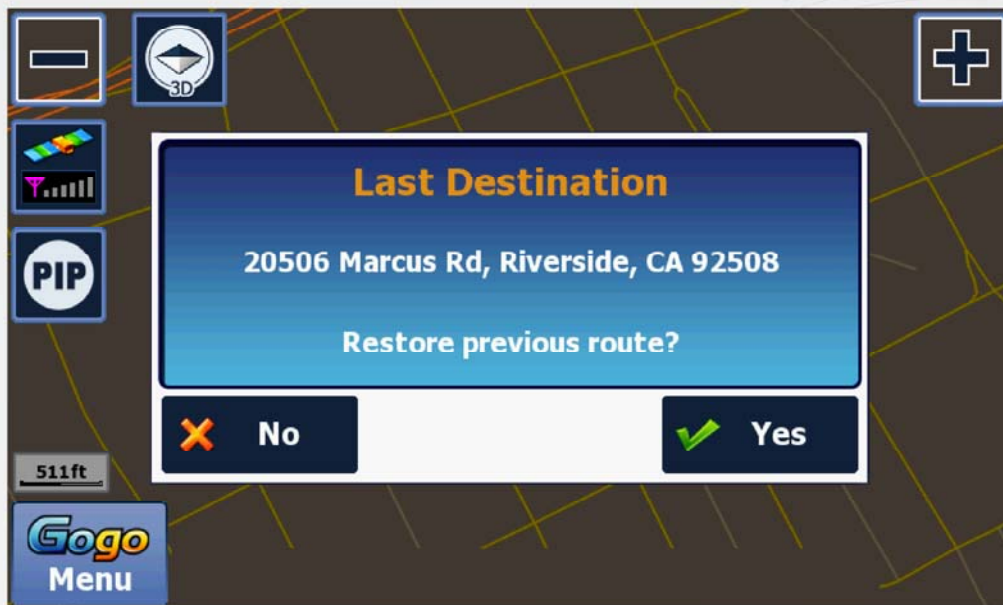 3D
Last Destination
20506 Marcus Rd, Riverside, CA 92508
PIP
Restore previous route?
No
Yes
511ft
Gogo
Menu